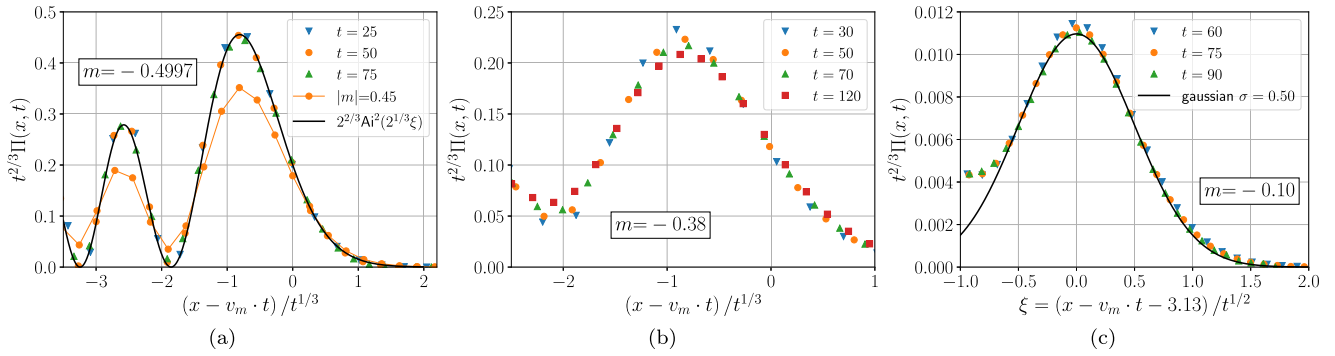 0.5
0.4
0.3
0.2
0.1
0.0
t^{2/3}Π(x, t)
m= − 0.4997
t = 25
t = 50
t = 75
|m|=0.45
2^{2/3}Ai²(2^{1/3}ξ)
−3 −2 −1 0 1 2
(x − v_m · t) /t^{1/3}
(a)
0.25
0.20
0.15
0.10
0.05
0.00
t^{2/3}Π(x, t)
t = 30
t = 50
t = 70
t = 120
m= − 0.38
−2 −1 0 1
(x − v_m · t) /t^{1/3}
(b)
0.012
0.010
0.008
0.006
0.004
0.002
0.000
t^{2/3}Π(x, t)
t = 60
t = 75
t = 90
gaussian σ = 0.50
m= − 0.10
−1.0 −0.5 0.0 0.5 1.0 1.5 2.0
ξ = (x − v_m · t − 3.13) /t^{1/2}
(c)